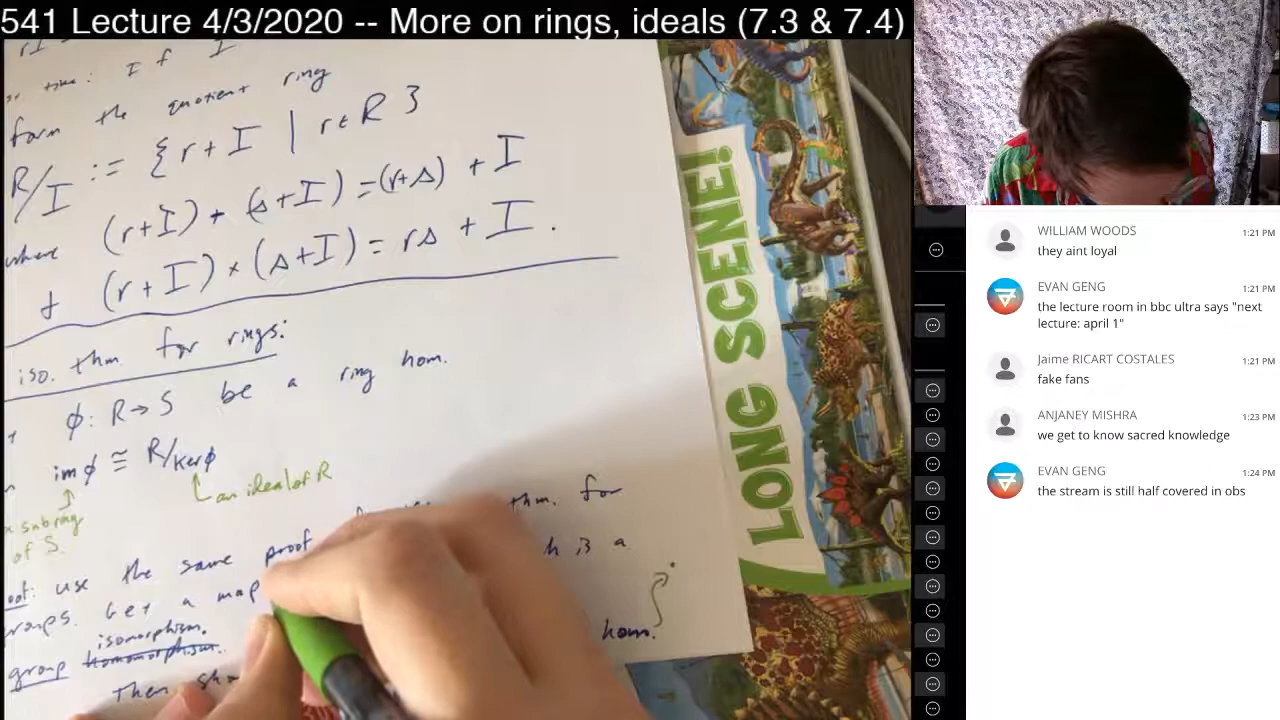 541 Lecture 4/3/2020 -- More on rings, ideals (7.3 & 7.4)
form the quotient ring
R/I := { r+I | r ∈ R }
where (r+I) + (s+I) = (r+s) + I
(r+I) × (s+I) = rs + I.
iso. thm for rings:
φ: R → S be a ring hom.
im φ ≅ R/ker φ
an ideal of R
subring
of S.
use the same proof thm. for
Get a map is a
isomorphism.
group homomorphism.
hom.
Then
LONG SCENE!
WILLIAM WOODS 1:21 PM
they aint loyal
EVAN GENG 1:21 PM
the lecture room in bbc ultra says "next
lecture: april 1"
Jaime RICART COSTALES 1:21 PM
fake fans
ANJANEY MISHRA 1:23 PM
we get to know sacred knowledge
EVAN GENG 1:24 PM
the stream is still half covered in obs